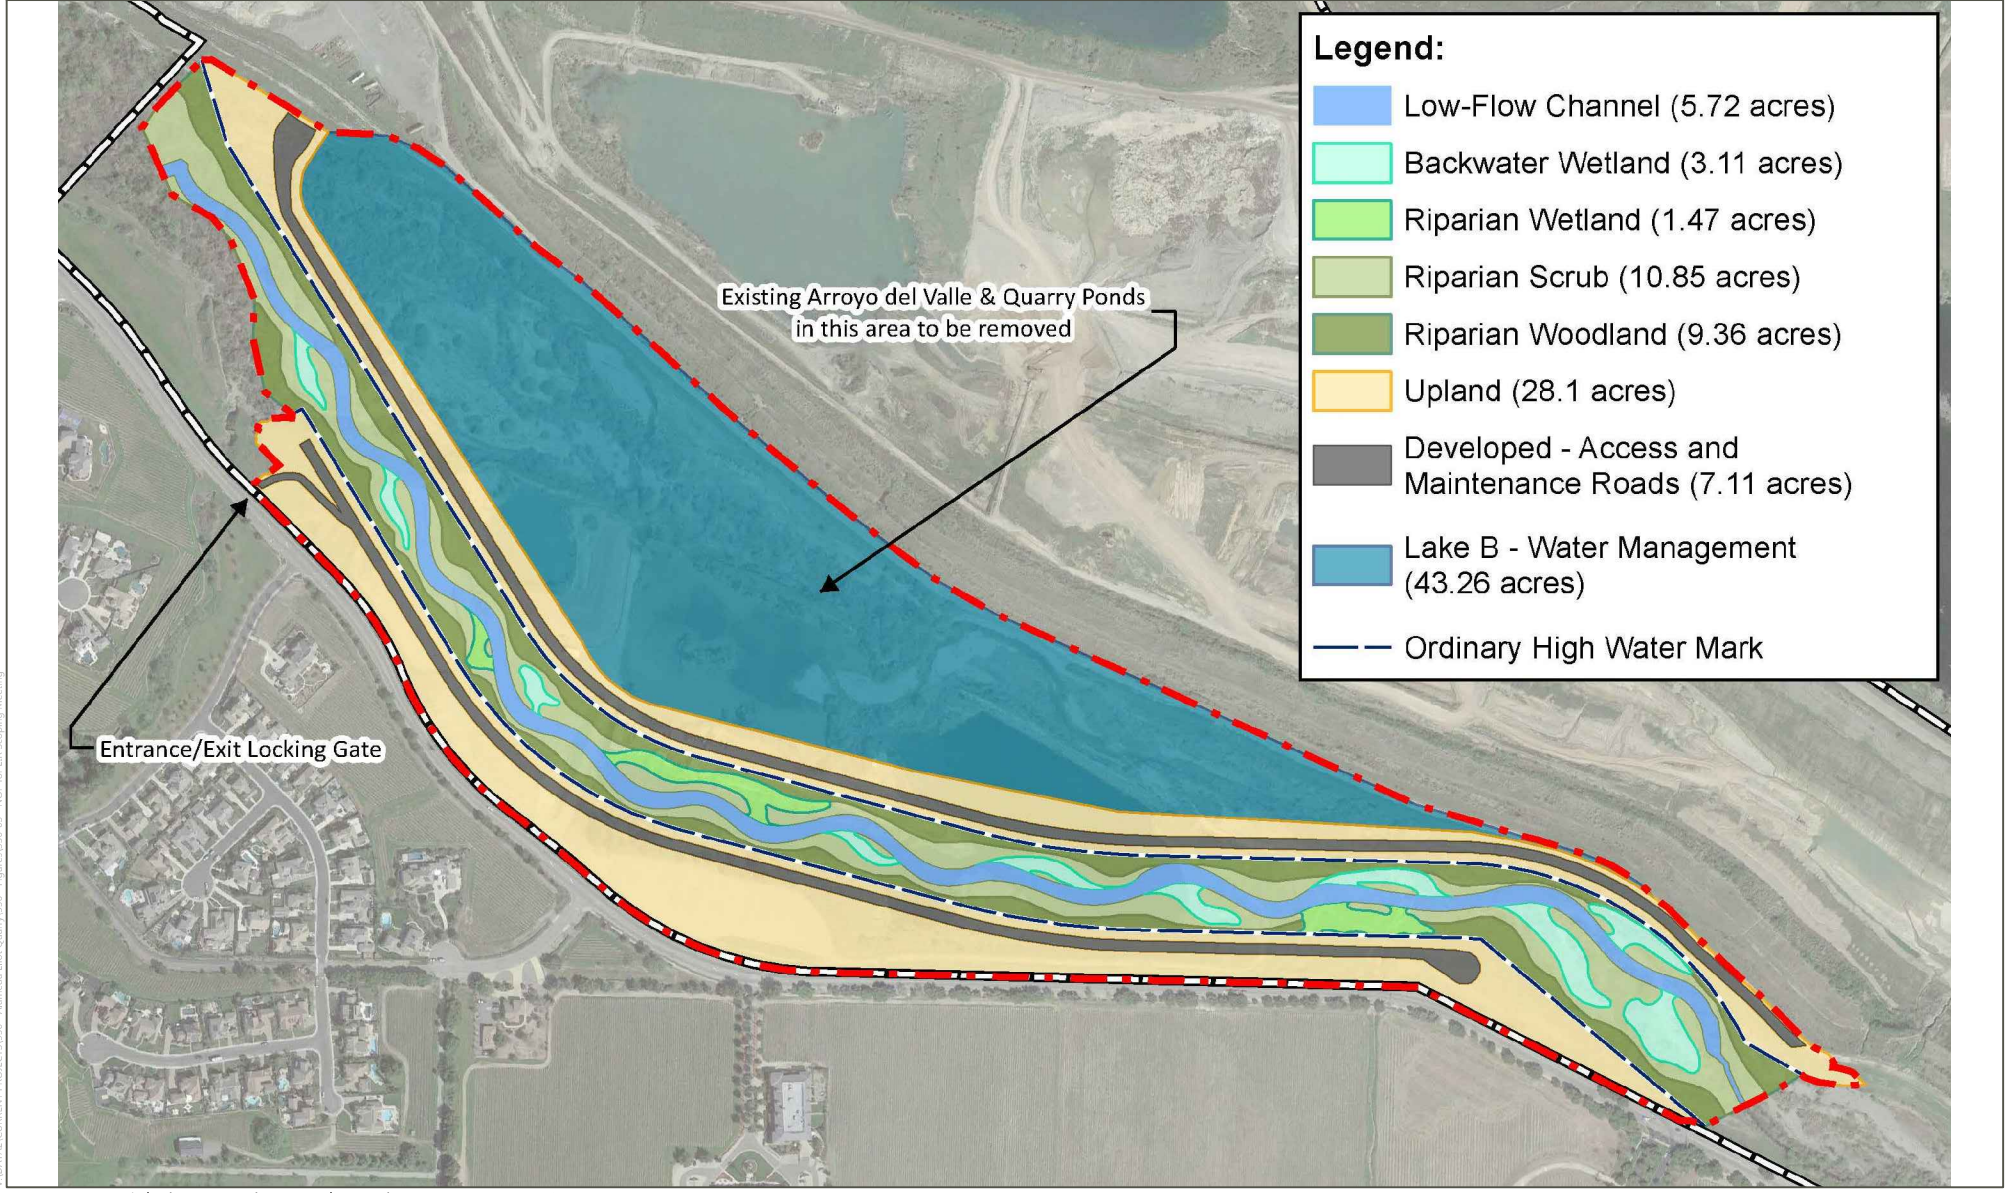 Legend:
Low-Flow Channel (5.72 acres)
Backwater Wetland (3.11 acres)
Riparian Wetland (1.47 acres)
Riparian Scrub (10.85 acres)
Riparian Woodland (9.36 acres)
Upland (28.1 acres)
Developed - Access and
Maintenance Roads (7.11 acres)
Lake B - Water Management
(43.26 acres)
Ordinary High Water Mark
Existing Arroyo del Valle & Quarry Ponds
in this area to be removed
Entrance/Exit Locking Gate